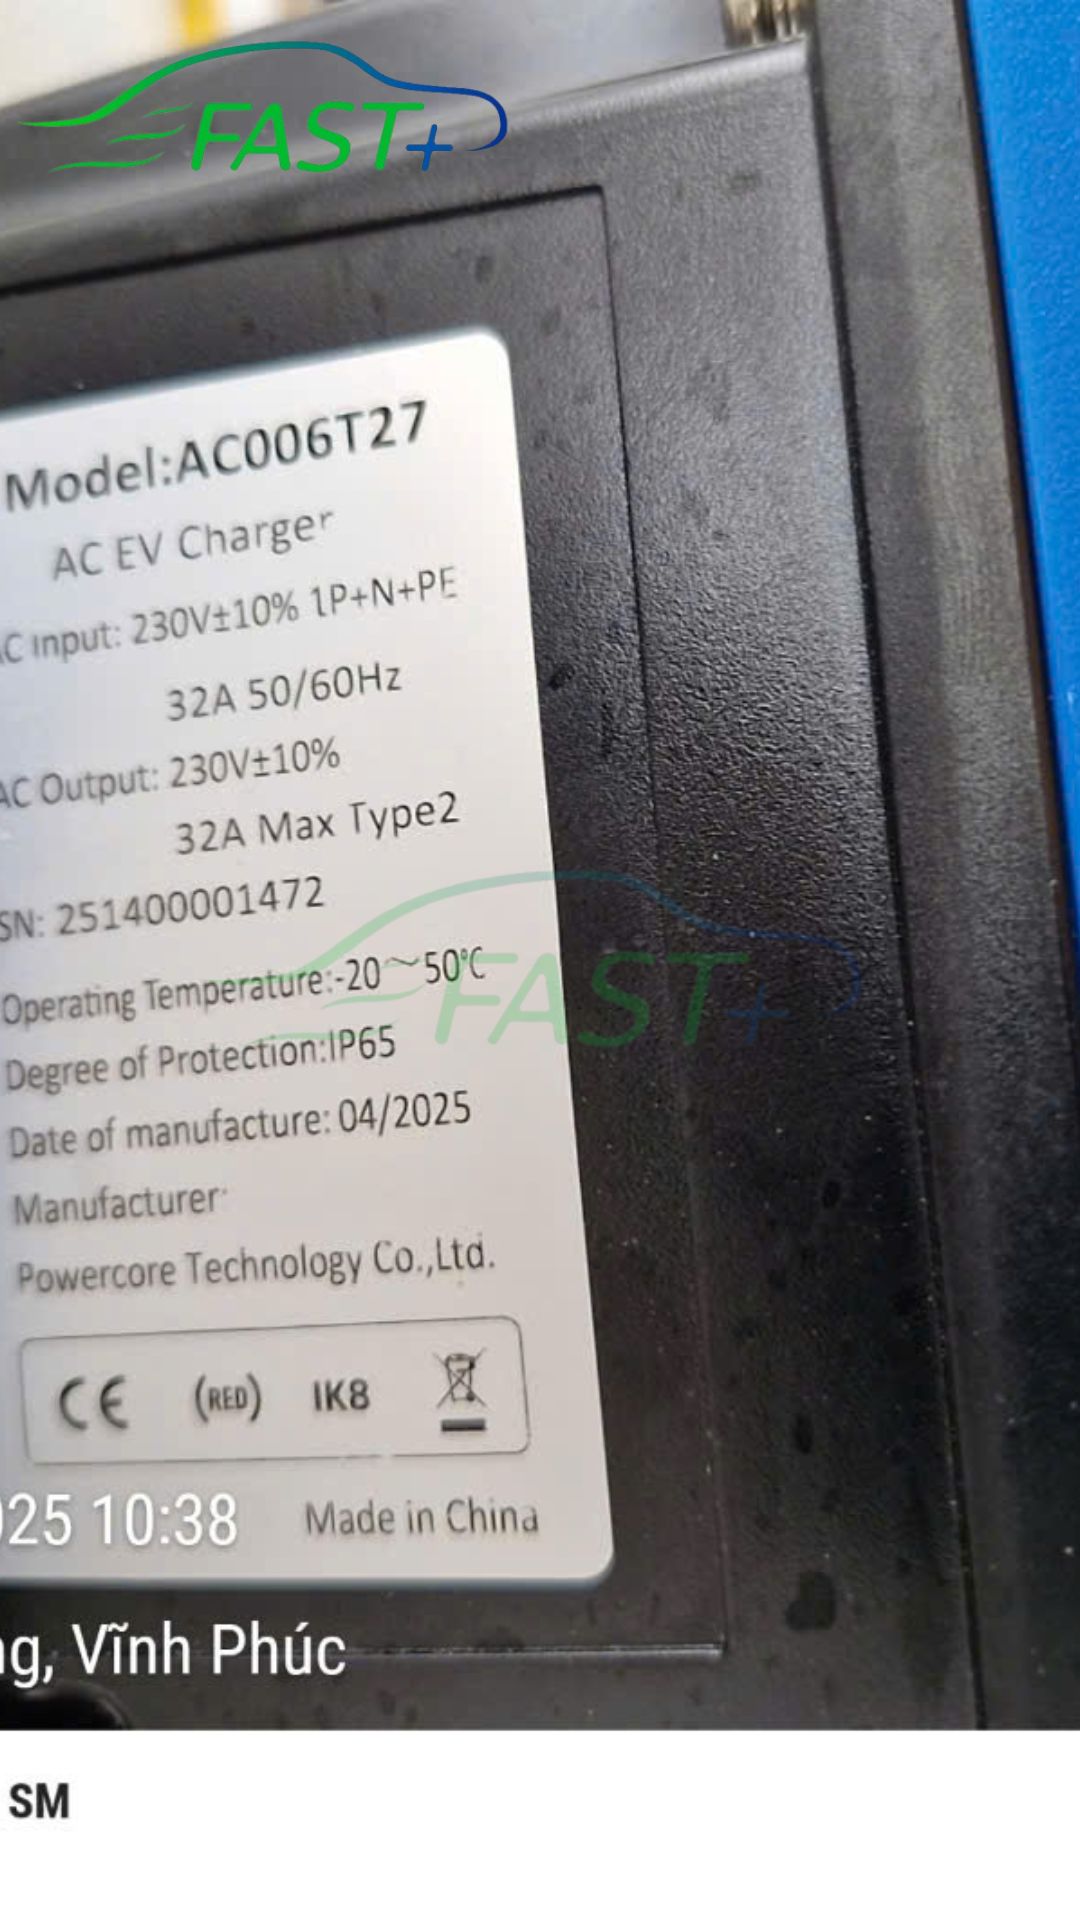 FAST+
Model:AC006T27
AC EV Charger
AC Input: 230V±10% 1P+N+PE
32A 50/60Hz
AC Output: 230V±10%
32A Max Type2
SN: 251400001472
FAST+
Operating Temperature:-20~50℃
Degree of Protection:IP65
Date of manufacture: 04/2025
Manufacturer:
Powercore Technology Co.,Ltd.
CE (RED) IK8
025 10:38 Made in China
ng, Vĩnh Phúc
SM